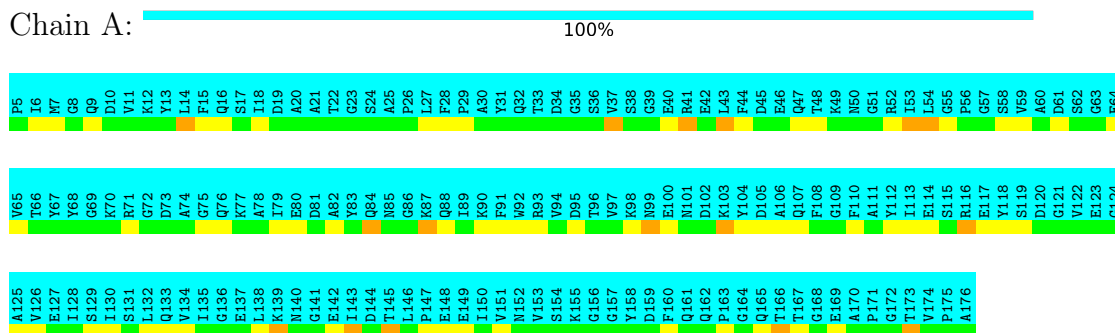 Chain A:
100%
P5 I6 M7 G8 Q9 D10 V11 K12 Y13 L14 F15 Q16 S17 I18 D19 A20 A21 T22 G23 S24 A25 P26 L27 F28 P29 A30 Y31 Q32 T33 D34 G35 S36 V37 S38 G39 E40 R41 E42 L43 F44 D45 E46 Q47 T48 K49 N50 G51 R52 I53 L54 G55 P56 G57 S58 V59 A60 D61 S62 G63
V65 T66 Y67 Y68 G69 K70 R71 G72 D73 A74 G75 Q76 K77 A78 I79 E80 D81 A82 Y83 Q84 N85 G86 K87 Q88 I89 K90 F91 W92 R93 V94 D95 T96 V97 K98 N99 E100 N101 D102 K103 Y104 D105 A106 Q107 F108 G109 F110 A111 Y112 I113 E114 S115 R116 E117 Y118 S119 D120 G121 V122 E123
A125 V126 E127 I128 S129 I130 S131 L132 Q133 V134 I135 G136 E137 L138 K139 N140 G141 E142 I143 D144 T145 L146 P147 E148 E149 I150 V151 N152 V153 S154 K155 G156 G157 Y158 D159 F160 Q161 Q162 P163 G164 Q165 T166 T167 G168 E169 A170 P171 G172 T173 V174 P175 A176